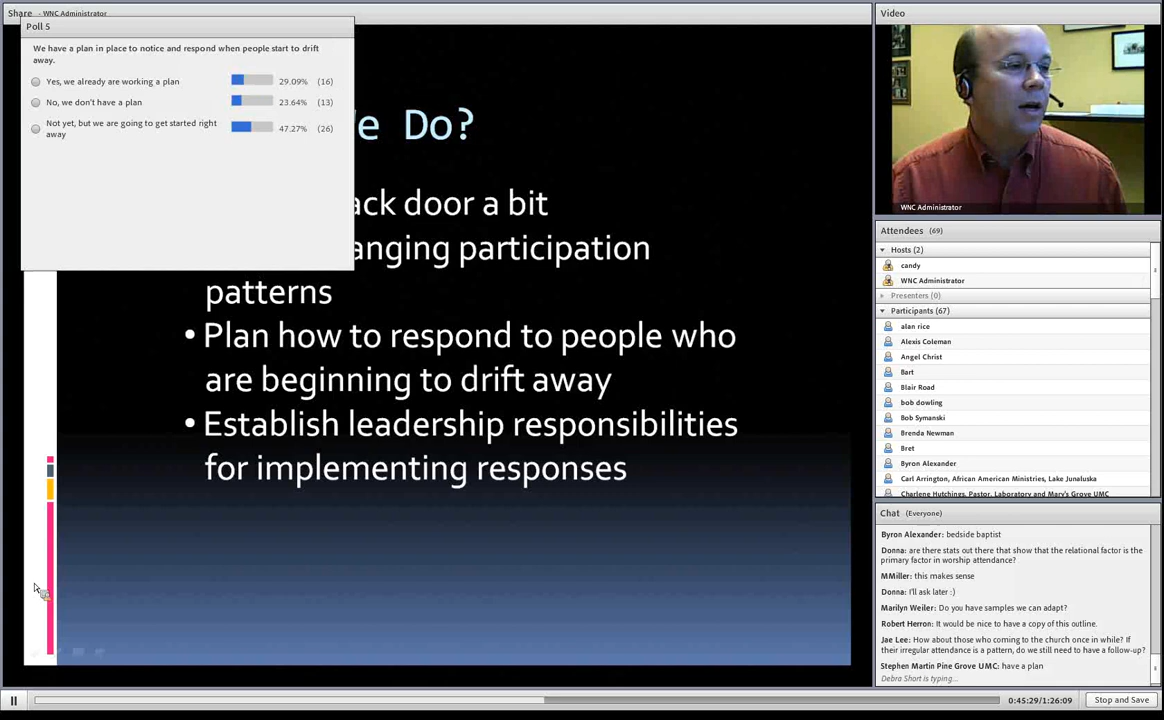 Share - WNC Administrator
Poll 5
We have a plan in place to notice and respond when people start to drift
away.
Yes, we already are working a plan 29.09% (16)
No, we don't have a plan 23.64% (13)
Not yet, but we are going to get started right
away 47.27% (26)
e Do?
ack door a bit
anging participation
patterns
• Plan how to respond to people who
are beginning to drift away
• Establish leadership responsibilities
for implementing responses
Video
WNC Administrator
Attendees (69)
Hosts (2)
candy
WNC Administrator
Presenters (0)
Participants (67)
alan rice
Alexis Coleman
Angel Christ
Bart
Blair Road
bob dowling
Bob Symanski
Brenda Newman
Bret
Byron Alexander
Carl Arrington, African American Ministries, Lake Junaluska
Charlene Hutchings, Pastor, Laboratory and Mary's Grove UMC
Chat (Everyone)
Byron Alexander: bedside baptist
Donna: are there stats out there that show that the relational factor is the
primary factor in worship attendance?
MMiller: this makes sense
Donna: I'll ask later :)
Marilyn Weiler: Do you have samples we can adapt?
Robert Herron: It would be nice to have a copy of this outline.
Jae Lee: How about those who coming to the church once in while? If
their irregular attendance is a pattern, do we still need to have a follow-up?
Stephen Martin Pine Grove UMC: have a plan
Debra Short is typing...
0:45:29/1:26:09
Stop and Save